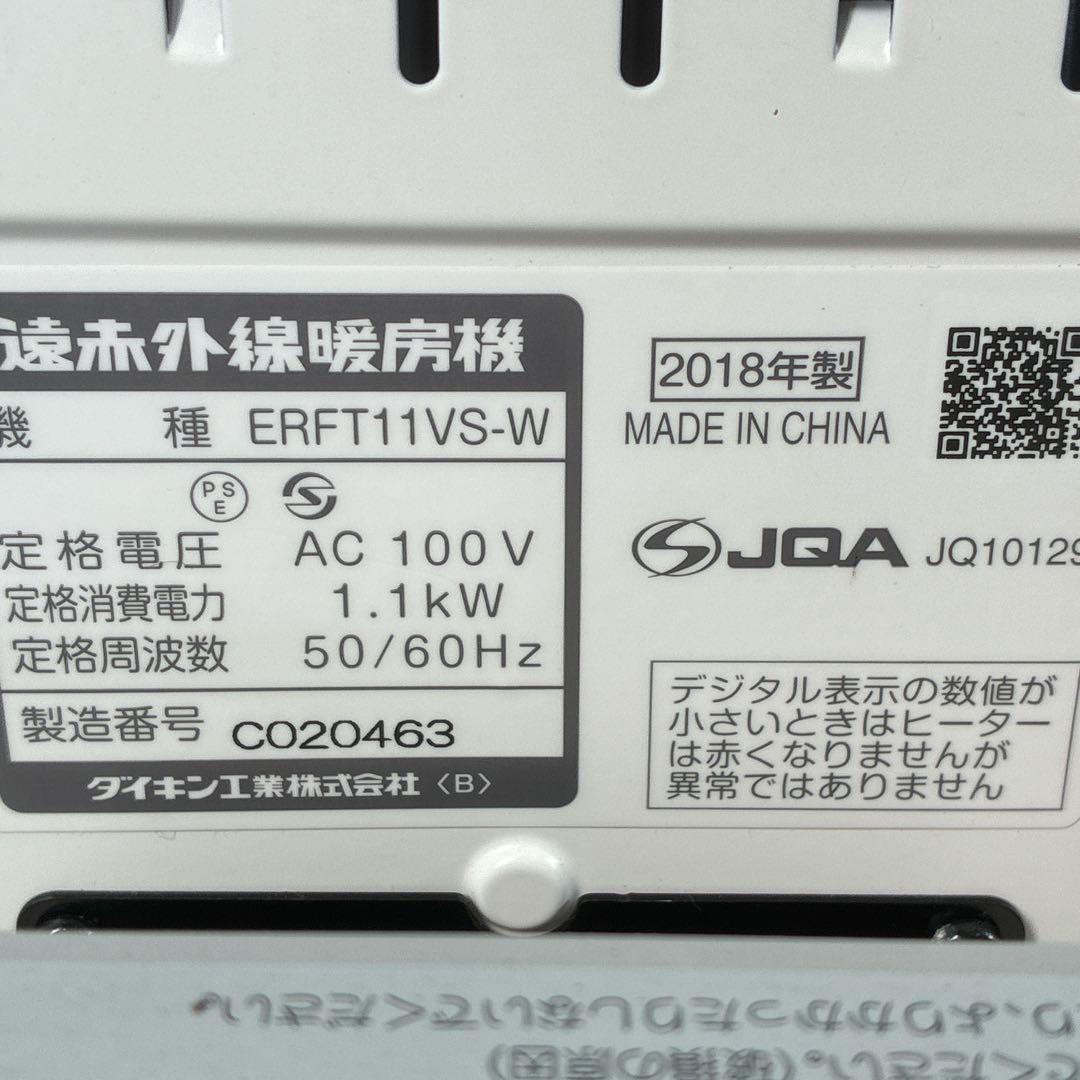 遠赤外線暖房機
機 種 ERFT11VS-W
PSE
定格電圧 AC 100V
定格消費電力 1.1kW
定格周波数 50/60Hz
製造番号 C020463
ダイキン工業株式会社〈B〉
2018年製
MADE IN CHINA
JQA JQ10129
デジタル表示の数値が
小さいときはヒーター
は赤くなりませんが
異常ではありません